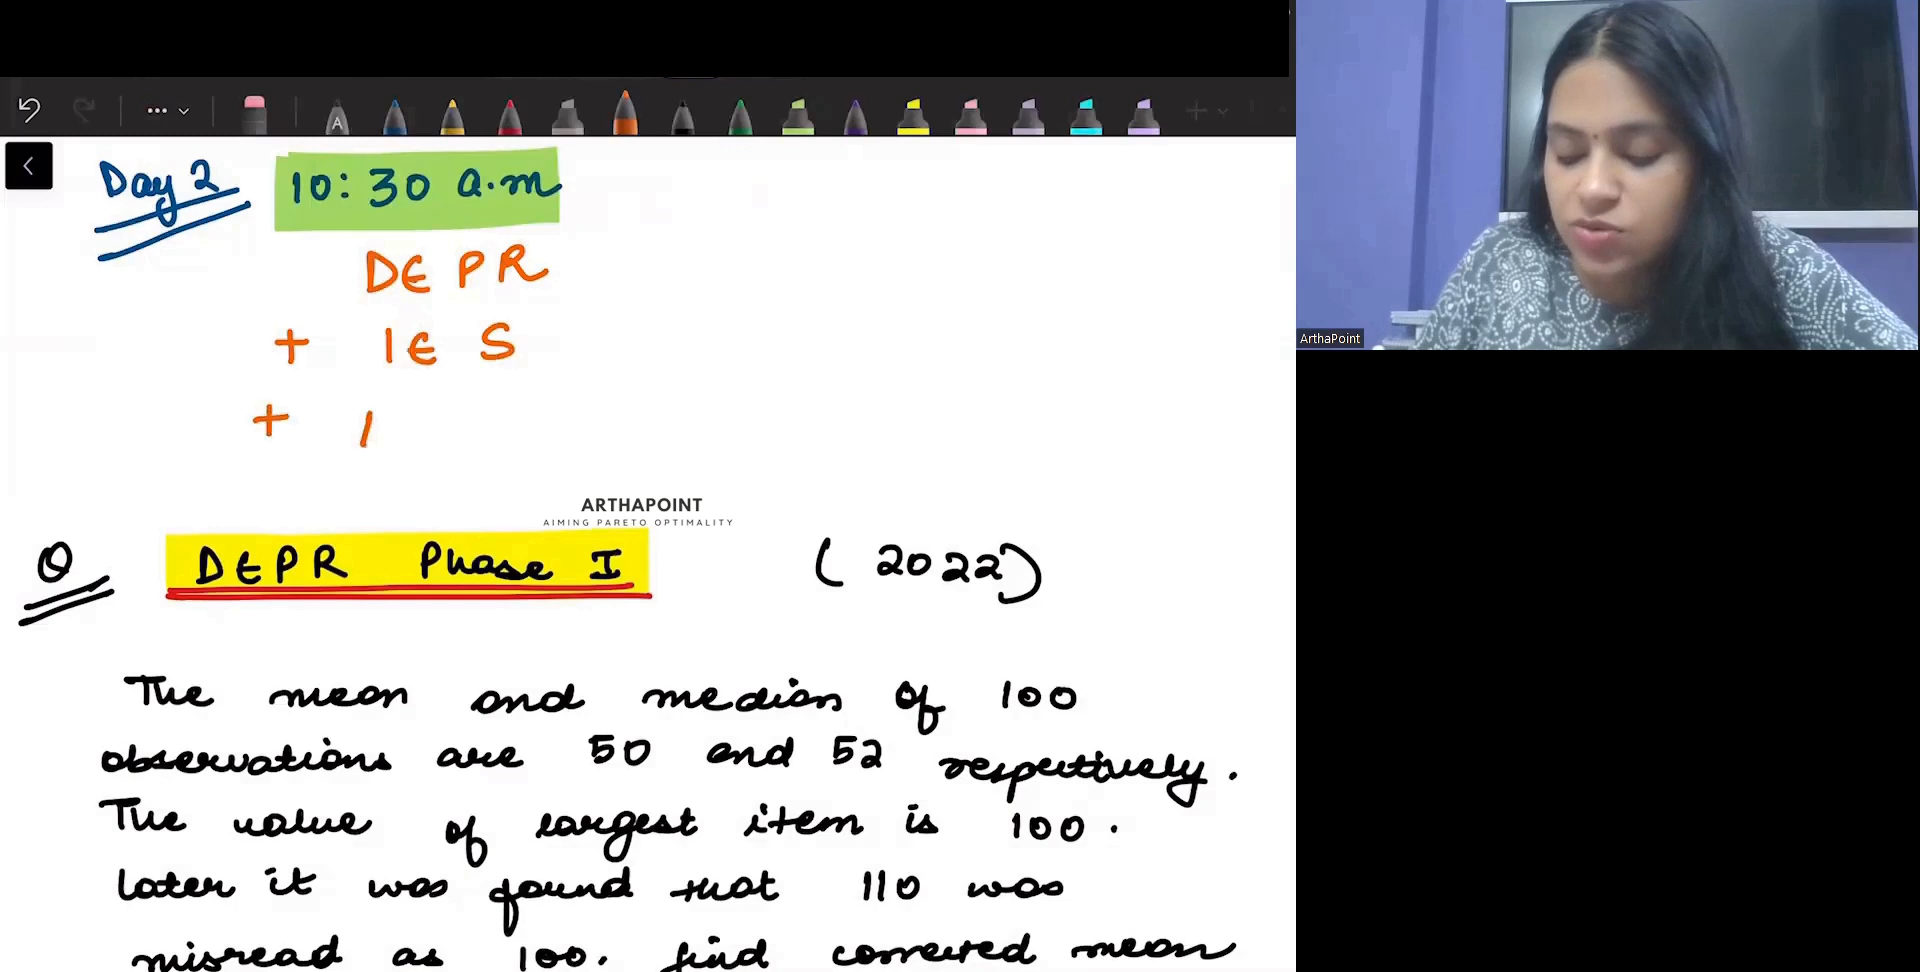 Day 2 10:30 a.m
DEPR
+ IES
+ I
ARTHAPOINT
AIMING PARETO OPTIMALITY
Q DEPR Phase I (2022)
The mean and median of 100
observations are 50 and 52 respectively.
The value of largest item is 100.
later it was found that 110 was
misread as 100. find corrected mean
A
ArthaPoint